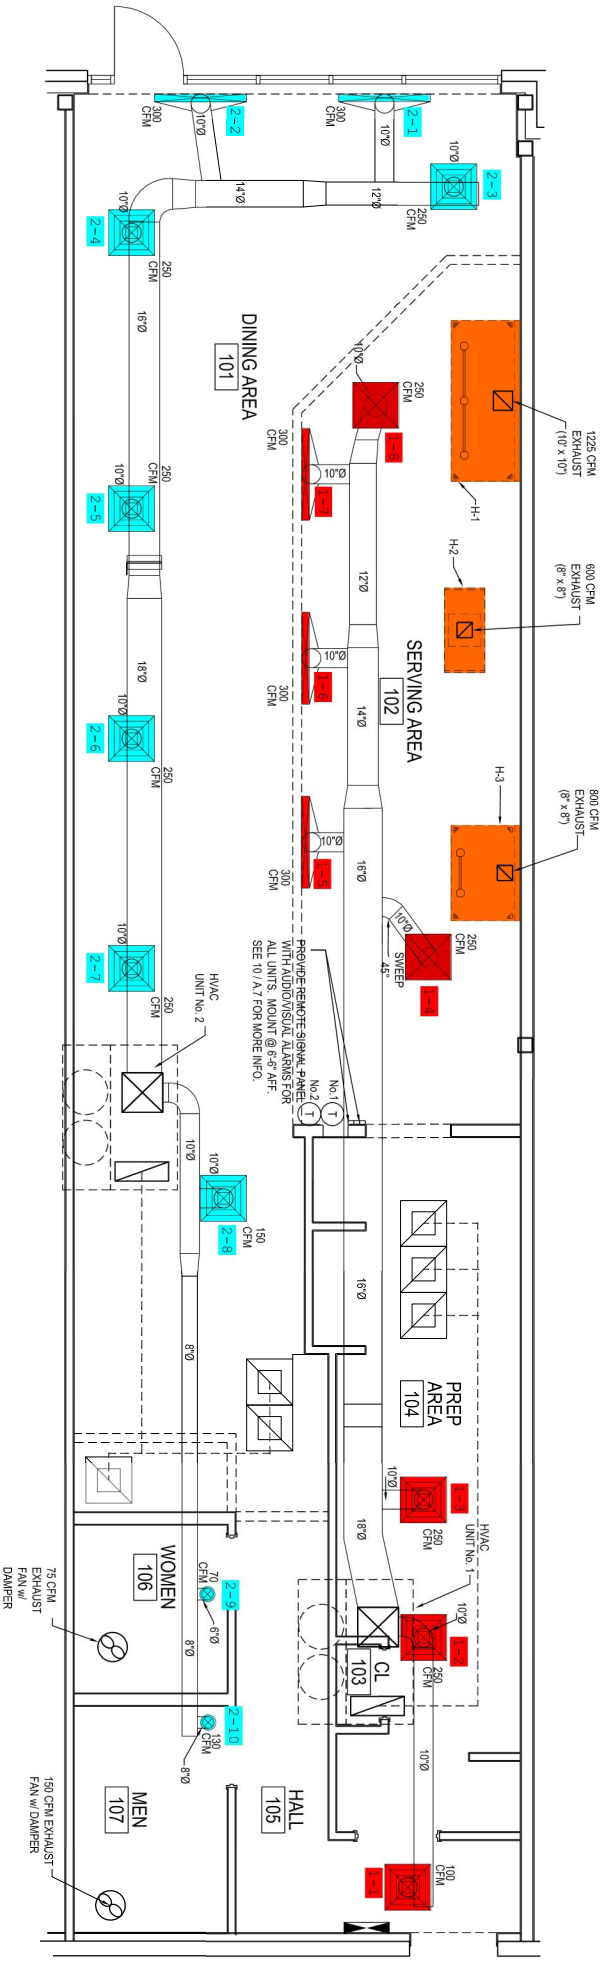 300
CFM
10"Ø
2-2
300
CFM
10"Ø
2-1
10"Ø
2-3
250
CFM
12"Ø
14"Ø
10"Ø
2-4
250
CFM
16"Ø
DINING AREA
101
10"Ø
250
CFM
1-8
1225 CFM
EXHAUST
(10" x 10")
H-1
10"Ø
2-5
250
CFM
300
CFM
1-7
10"Ø
12"Ø
H-2
600 CFM
EXHAUST
(8" x 8")
18"Ø
10"Ø
2-6
250
CFM
300
CFM
1-6
10"Ø
14"Ø
SERVING AREA
102
H-3
800 CFM
EXHAUST
(8" x 8")
300
CFM
1-5
10"Ø
16"Ø
10"Ø
250
CFM
1-4
SWEEP
45°
10"Ø
2-7
250
CFM
HVAC
UNIT No. 2
PROVIDE REMOTE SIGNAL PANEL
WITH AUDIO/VISUAL ALARMS FOR
ALL UNITS. MOUNT @ 6'-6" AFF.
SEE 10 / A.7 FOR MORE INFO.
No.1
T
No.2
T
10"Ø
10"Ø
2-8
150
CFM
8"Ø
16"Ø
PREP
AREA
104
10"Ø
1-3
250
CFM
18"Ø
HVAC
UNIT No. 1
10"Ø
1-2
250
CFM
CL
103
WOMEN
106
70
CFM
2-9
6"Ø
75 CFM
EXHAUST
FAN w/
DAMPER
8"Ø
2-10
130
CFM
8"Ø
10"Ø
HALL
105
MEN
107
150 CFM EXHAUST
FAN w/ DAMPER
1-1
100
CFM